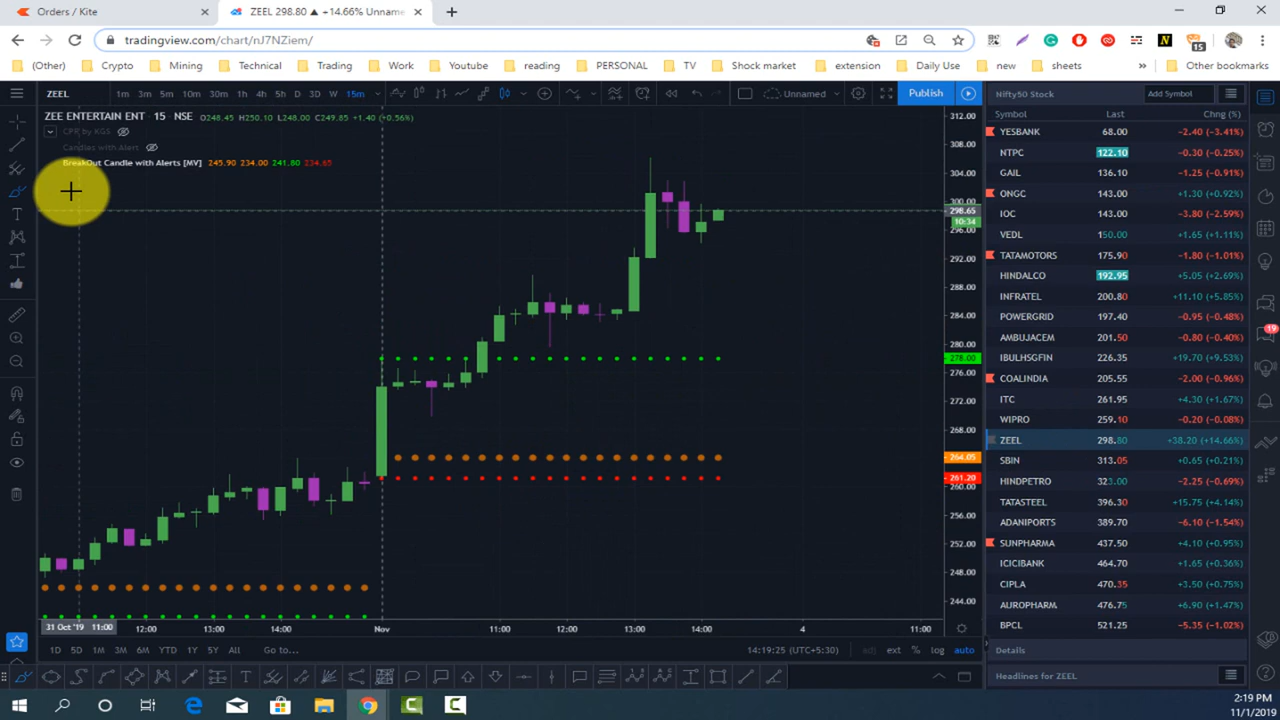 Orders / Kite
ZEEL 298.80 ▲ +14.66% Unname
tradingview.com/chart/nJ7NZiem/
15
(Other) Crypto Mining Technical Trading Work Youtube reading PERSONAL TV Shock market extension Daily Use new sheets » Other bookmarks
ZEEL 1m 3m 5m 10m 30m 1h 4h 5h D 3D W 15m Unnamed Publish
Nifty50 Stock Add Symbol
ZEE ENTERTAIN ENT · 15 · NSE O248.45 H250.10 L248.00 C249.85 +1.40 (+0.56%)
CPR by KGS
Candles with Alert
BreakOut Candle with Alerts [MV] 245.90 234.00 241.80 234.65
312.00
308.00
304.00
300.00
298.65
10:34
296.00
292.00
288.00
284.00
280.00
278.00
276.00
272.00
268.00
264.05
261.20
260.00
256.00
252.00
248.00
244.00
31 Oct '19 11:00 12:00 13:00 14:00 Nov 11:00 12:00 13:00 14:00 4 11:00
1D 5D 1M 3M 6M YTD 1Y 5Y All Go to... 14:19:25 (UTC+5:30) adj ext % log auto
Symbol Last Chng (%)
YESBANK 68.00 −2.40 (−3.41%)
NTPC 122.10 −0.30 (−0.25%)
GAIL 136.10 −1.25 (−0.91%)
ONGC 143.00 +1.30 (+0.92%)
IOC 143.00 −3.80 (−2.59%)
VEDL 150.00 +1.65 (+1.11%)
TATAMOTORS 175.90 −1.80 (−1.01%)
HINDALCO 192.95 +5.05 (+2.69%)
INFRATEL 200.80 +11.10 (+5.85%)
POWERGRID 197.40 −0.95 (−0.48%)
AMBUJACEM 201.50 −0.80 (−0.40%)
IBULHSGFIN 226.35 +19.70 (+9.53%)
COALINDIA 205.55 −2.00 (−0.96%)
ITC 261.95 +4.30 (+1.67%)
WIPRO 259.10 −0.20 (−0.08%)
ZEEL 298.80 +38.20 (+14.66%)
SBIN 313.05 +0.65 (+0.21%)
HINDPETRO 323.00 −2.25 (−0.69%)
TATASTEEL 396.30 +15.75 (+4.14%)
ADANIPORTS 389.70 −6.10 (−1.54%)
SUNPHARMA 437.50 +4.10 (+0.95%)
ICICIBANK 464.70 +1.65 (+0.36%)
CIPLA 470.35 +3.50 (+0.75%)
AUROPHARM. 476.75 +6.90 (+1.47%)
BPCL 521.25 −5.35 (−1.02%)
Details
Headlines for ZEEL
19
2:19 PM
11/1/2019